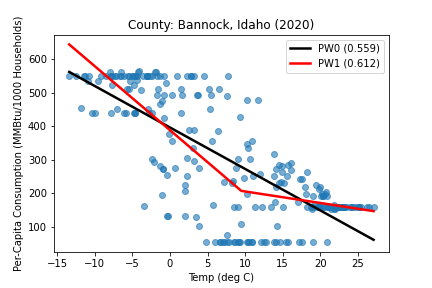 County: Bannock, Idaho (2020)
PW0 (0.559)
PW1 (0.612)
Per-Capita Consumption (MMBtu/1000 Households)
600
500
400
300
200
100
−15 −10 −5 0 5 10 15 20 25
Temp (deg C)